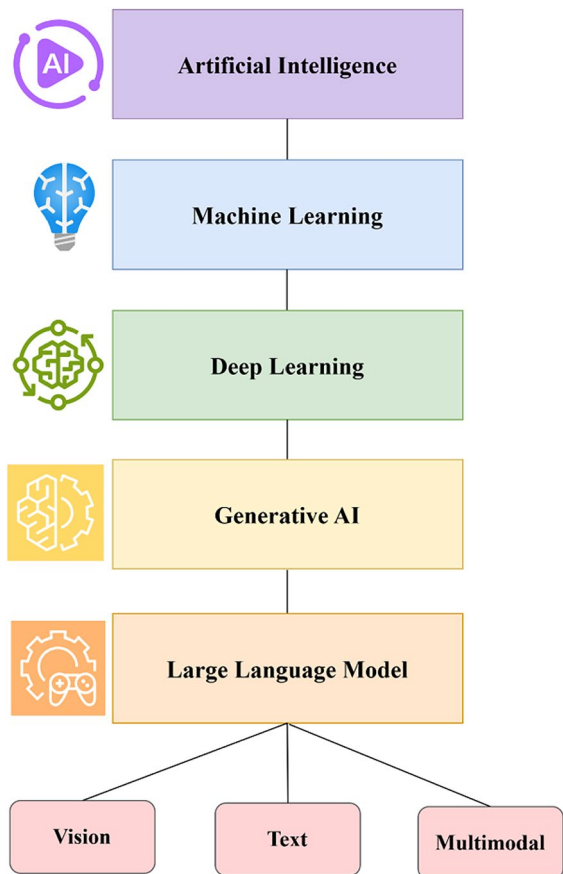 AI
Artificial Intelligence
Machine Learning
Deep Learning
Generative AI
Large Language Model
Vision
Text
Multimodal